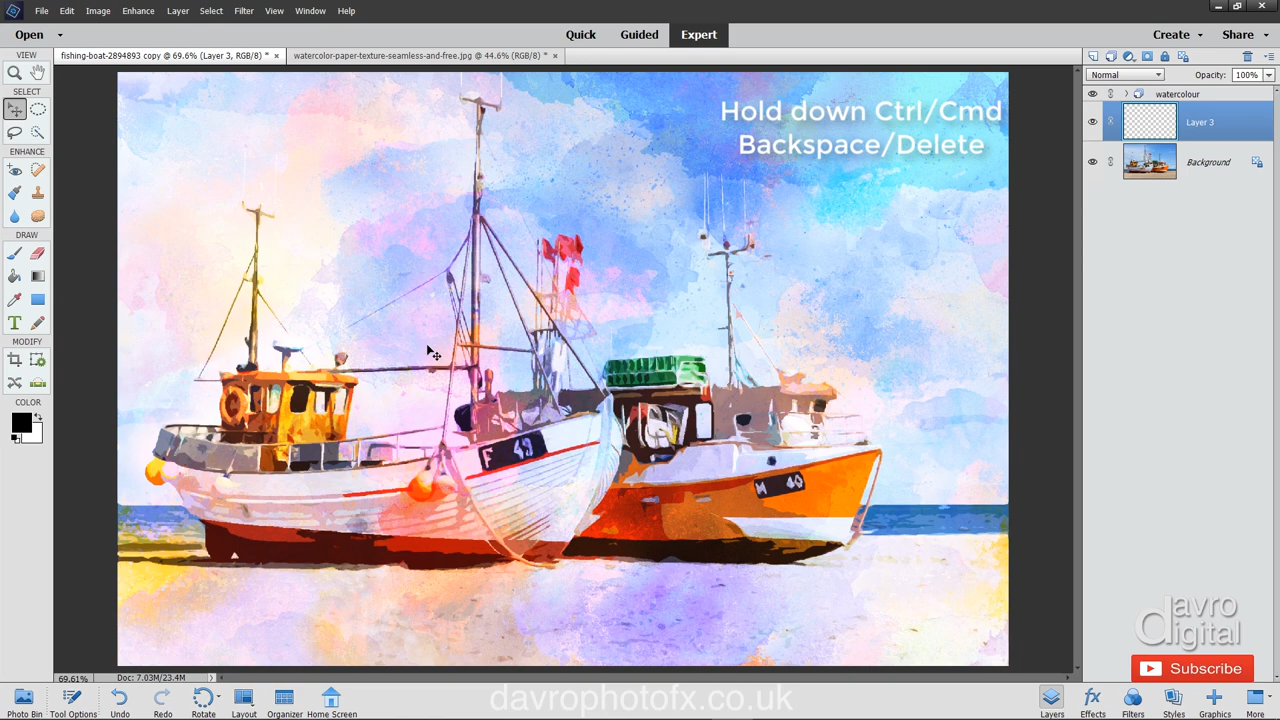 File Edit Image Enhance Layer Select Filter View Window Help
Open Quick Guided Expert Create Share
VIEW
fishing-boat-2894893 copy @ 69.6% (Layer 3, RGB/8) * ×
watercolor-paper-texture-seamless-and-free.jpg @ 44.6% (RGB/8) * ×
Normal Opacity: 100%
SELECT
watercolour
Layer 3
Background
Hold down Ctrl/Cmd
Backspace/Delete
ENHANCE
DRAW
MODIFY
COLOR
F 49
davro
digital
Subscribe
69.61% Doc: 7.03M/23.4M
davrophotofx.co.uk
Photo Bin Tool Options Undo Redo Rotate Layout Organizer Home Screen Layers Effects Filters Styles Graphics More